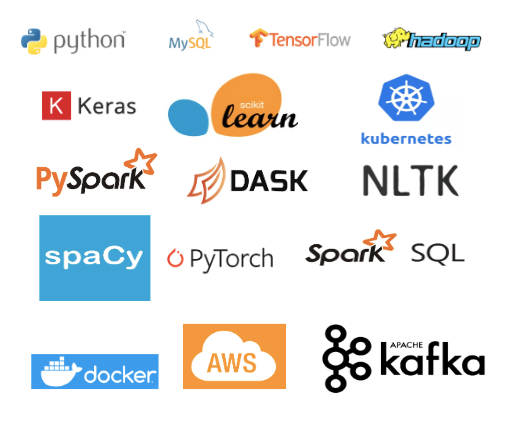 python
MySQL
TensorFlow
hadoop
K Keras
scikit
learn
kubernetes
PySpark
DASK
NLTK
spaCy
PyTorch
Spark SQL
docker
AWS
APACHE
kafka